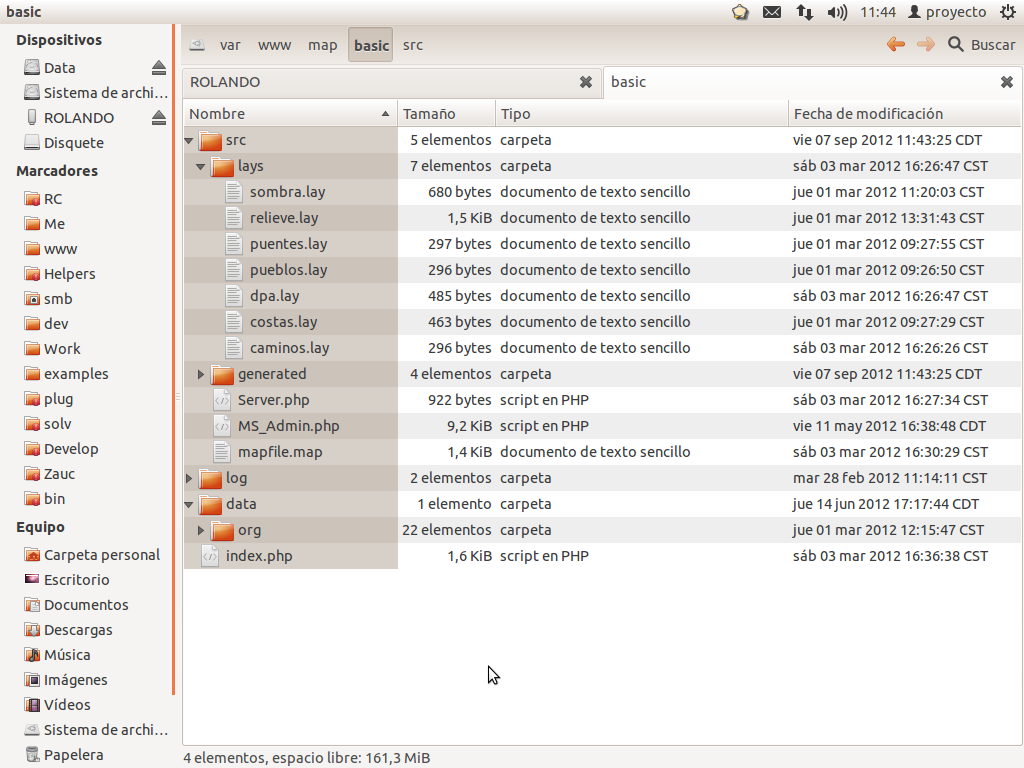 basic
11:44 proyecto
Dispositivos
Data
Sistema de archi...
ROLANDO
Disquete
Marcadores
RC
Me
www
Helpers
smb
dev
Work
examples
plug
solv
Develop
Zauc
bin
Equipo
Carpeta personal
Escritorio
Documentos
Descargas
Música
Imágenes
Vídeos
Sistema de archi...
Papelera
var www map basic src Buscar
ROLANDO basic
Nombre Tamaño Tipo Fecha de modificación
src 5 elementos carpeta vie 07 sep 2012 11:43:25 CDT
lays 7 elementos carpeta sáb 03 mar 2012 16:26:47 CST
sombra.lay 680 bytes documento de texto sencillo jue 01 mar 2012 11:20:03 CST
relieve.lay 1,5 KiB documento de texto sencillo jue 01 mar 2012 13:31:43 CST
puentes.lay 297 bytes documento de texto sencillo jue 01 mar 2012 09:27:55 CST
pueblos.lay 296 bytes documento de texto sencillo jue 01 mar 2012 09:26:50 CST
dpa.lay 485 bytes documento de texto sencillo sáb 03 mar 2012 16:26:47 CST
costas.lay 463 bytes documento de texto sencillo jue 01 mar 2012 09:27:29 CST
caminos.lay 296 bytes documento de texto sencillo sáb 03 mar 2012 16:26:26 CST
generated 4 elementos carpeta vie 07 sep 2012 11:43:25 CDT
Server.php 922 bytes script en PHP sáb 03 mar 2012 16:27:34 CST
MS_Admin.php 9,2 KiB script en PHP vie 11 may 2012 16:38:48 CDT
mapfile.map 1,4 KiB documento de texto sencillo sáb 03 mar 2012 16:30:29 CST
log 2 elementos carpeta mar 28 feb 2012 11:14:11 CST
data 1 elemento carpeta jue 14 jun 2012 17:17:44 CDT
org 22 elementos carpeta jue 01 mar 2012 12:15:47 CST
index.php 1,6 KiB script en PHP sáb 03 mar 2012 16:36:38 CST
4 elementos, espacio libre: 161,3 MiB